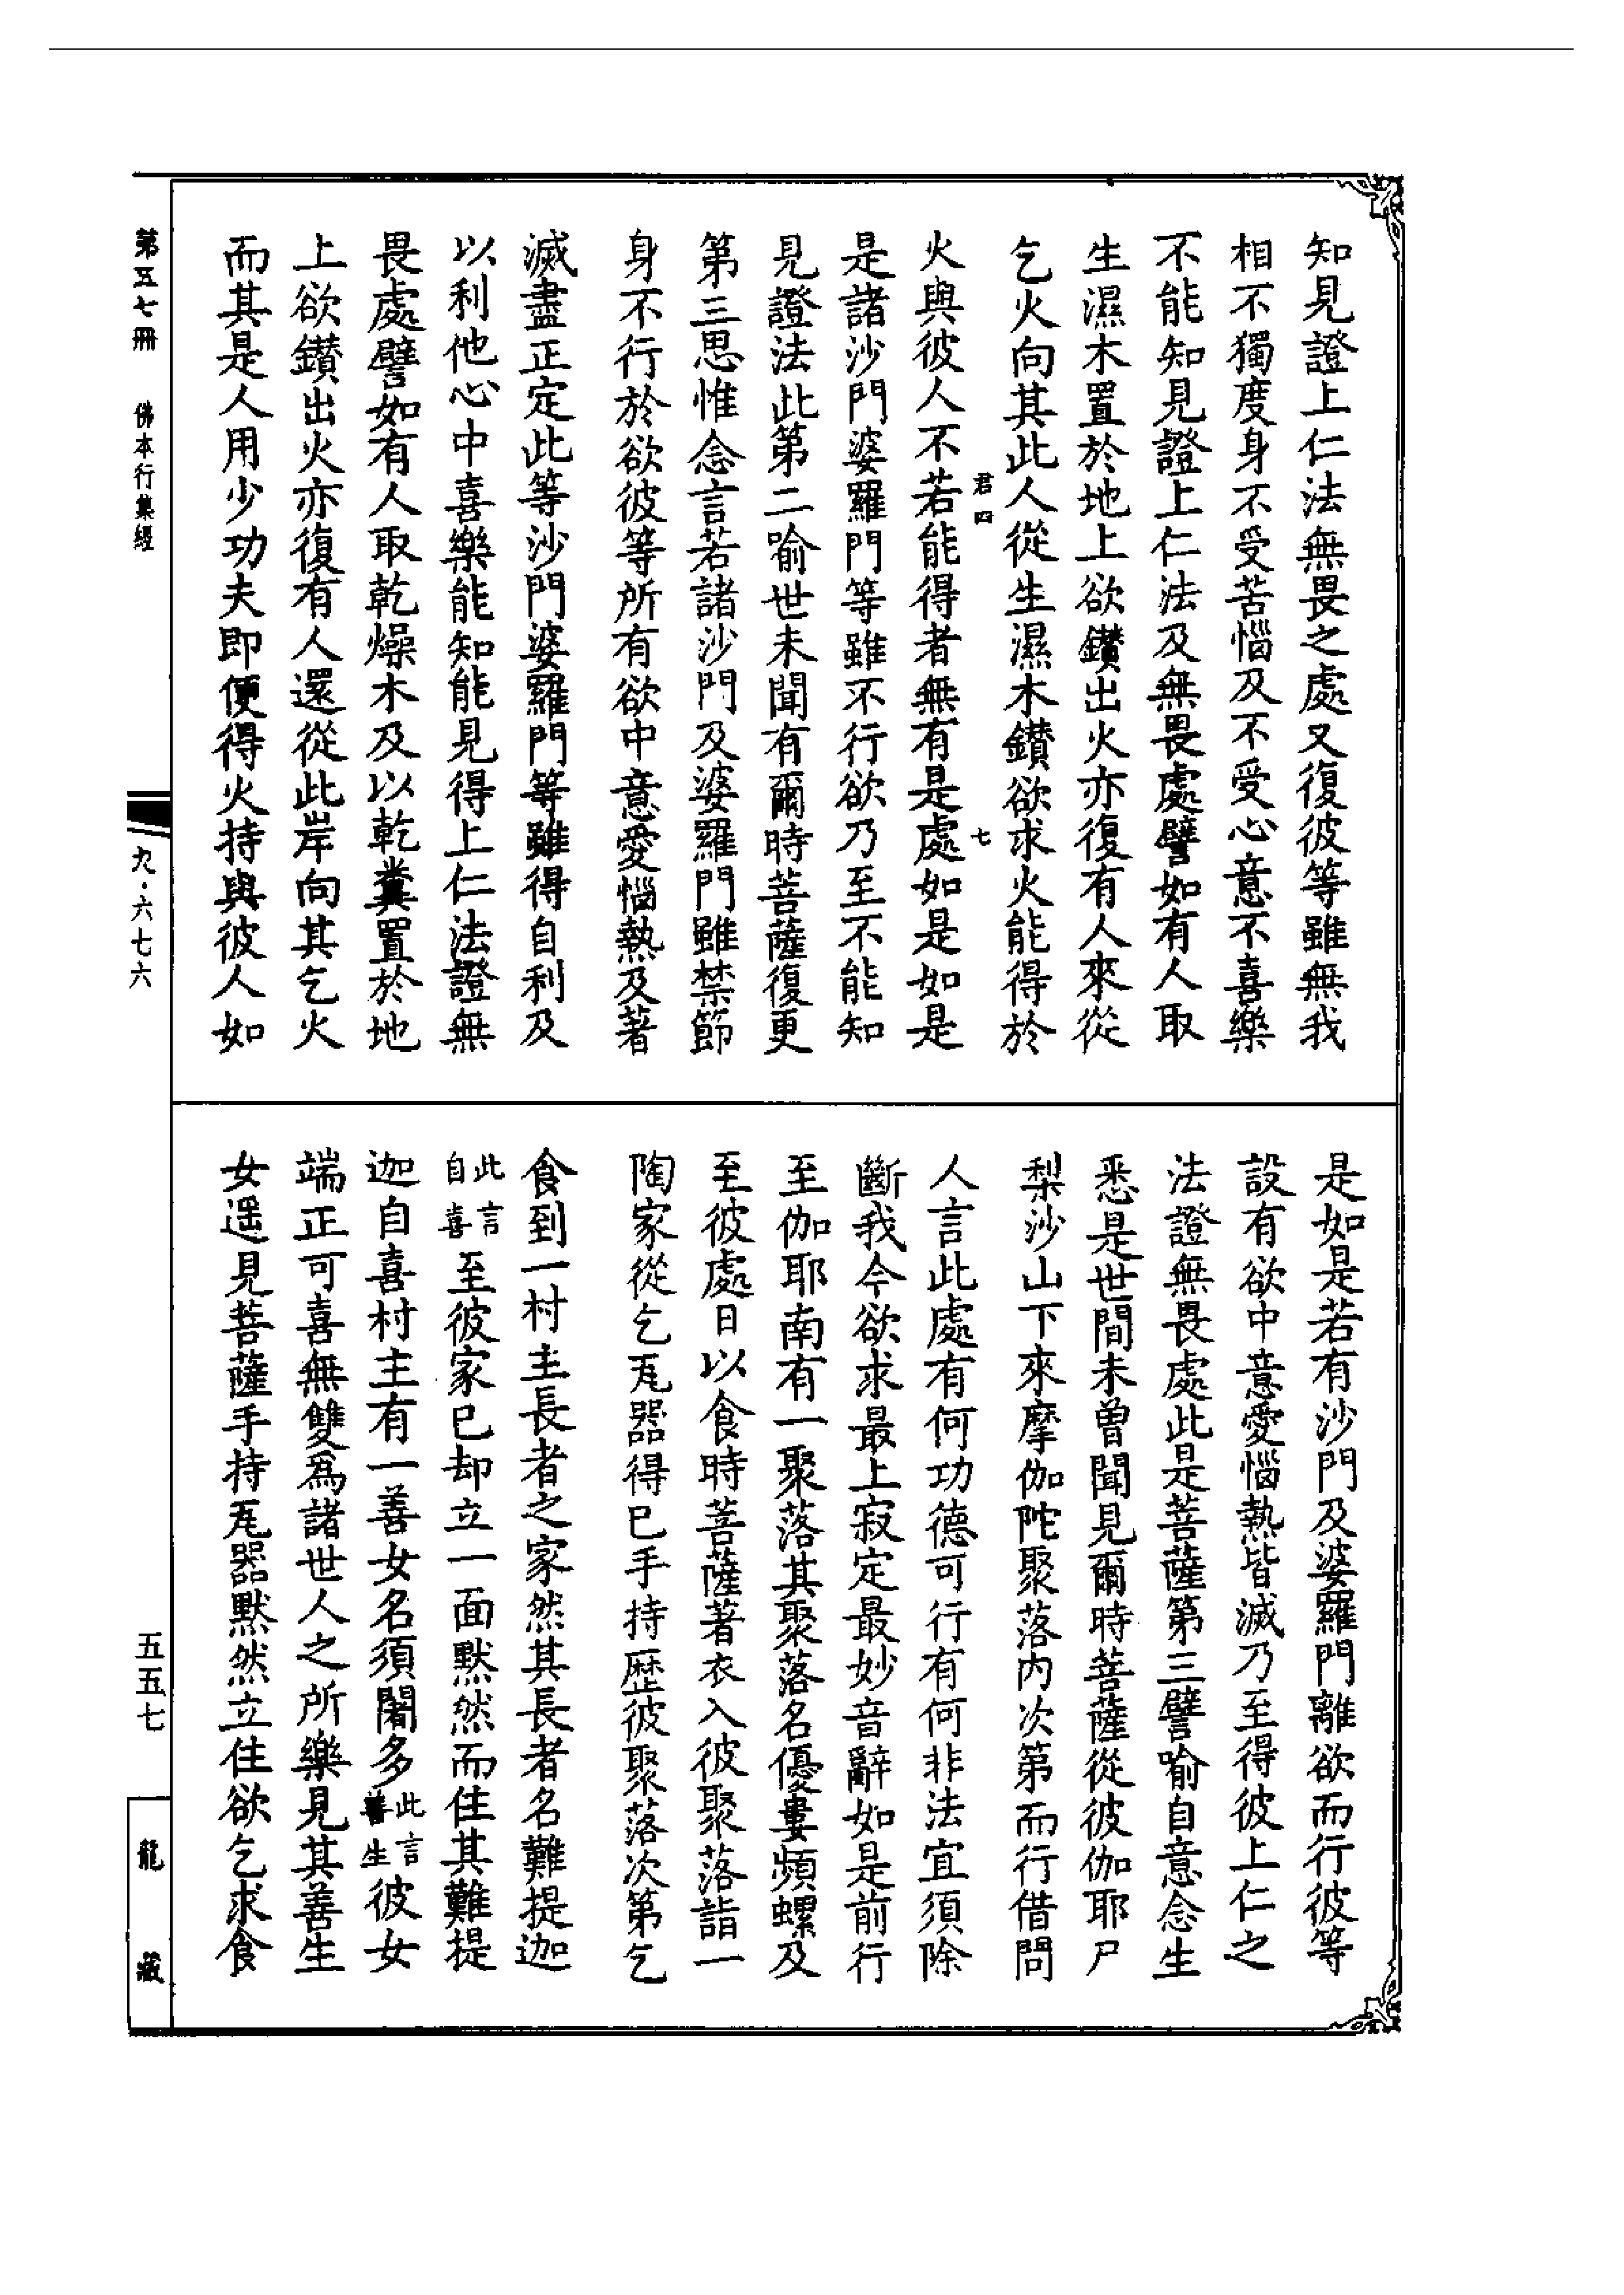 知見證上仁法無畏之處又復彼等雖無我
相不獨度身不受苦惱及不受心意不喜樂
不能知見證上仁法及無畏處譬如有人取
生濕木置於地上欲鑚出火亦復有人來從
乞火向其此人從生濕木鑚欲求火能得於
君四 七
火與彼人不若能得者無有是處如是如是
是諸沙門婆羅門等雖不行欲乃至不能知
見證法此第二喻世未聞有爾時菩薩復更
第三思惟念言若諸沙門及婆羅門雖禁節
身不行於欲彼等所有欲中意愛惱熱及著
滅盡正定此等沙門婆羅門等雖得自利及
以利他心中喜樂能知能見得上仁法證無
畏處譬如有人取乾燥木及以乾糞置於地
上欲鑚出火亦復有人還從此岸向其乞火
而其是人用少功夫即便得火持與彼人如
是如是若有沙門及婆羅門離欲而行彼等
設有欲中意愛惱熱皆滅乃至得彼上仁之
法證無畏處此是菩薩第三譬喻自意念生
悉是世間未曾聞見爾時菩薩從彼伽耶尸
梨沙山下來摩伽陀聚落內次第而行借問
人言此處有何功德可行有何非法宜須除
斷我今欲求最上寂定最妙音辭如是前行
至伽耶南有一聚落其聚落名優婁頻螺及
至彼處日以食時菩薩著衣入彼聚落詣一
陶家從乞瓦器得已手持歷彼聚落次第乞
食到一村主長者之家然其長者名難提迦
此言自喜至彼家已却立一面默然而住其難提
迦自喜村主有一善女名須闍多此言善生彼女
端正可喜無雙爲諸世人之所樂見其善生
女遥見菩薩手持瓦器默然立住欲乞求食
第五七冊 佛本行集經
九·六七六
五五七
龍藏